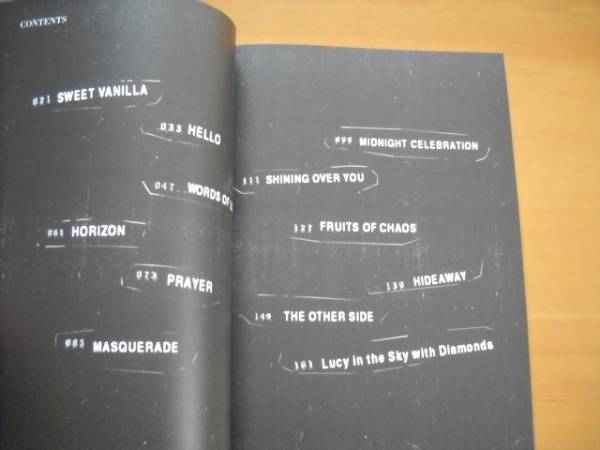 CONTENTS
021 SWEET VANILLA
033 HELLO
047 WORDS OF
061 HORIZON
073 PRAYER
085 MASQUERADE
099 MIDNIGHT CELEBRATION
111 SHINING OVER YOU
127 FRUITS OF CHAOS
139 HIDEAWAY
149 THE OTHER SIDE
161 Lucy in the Sky with Diamonds